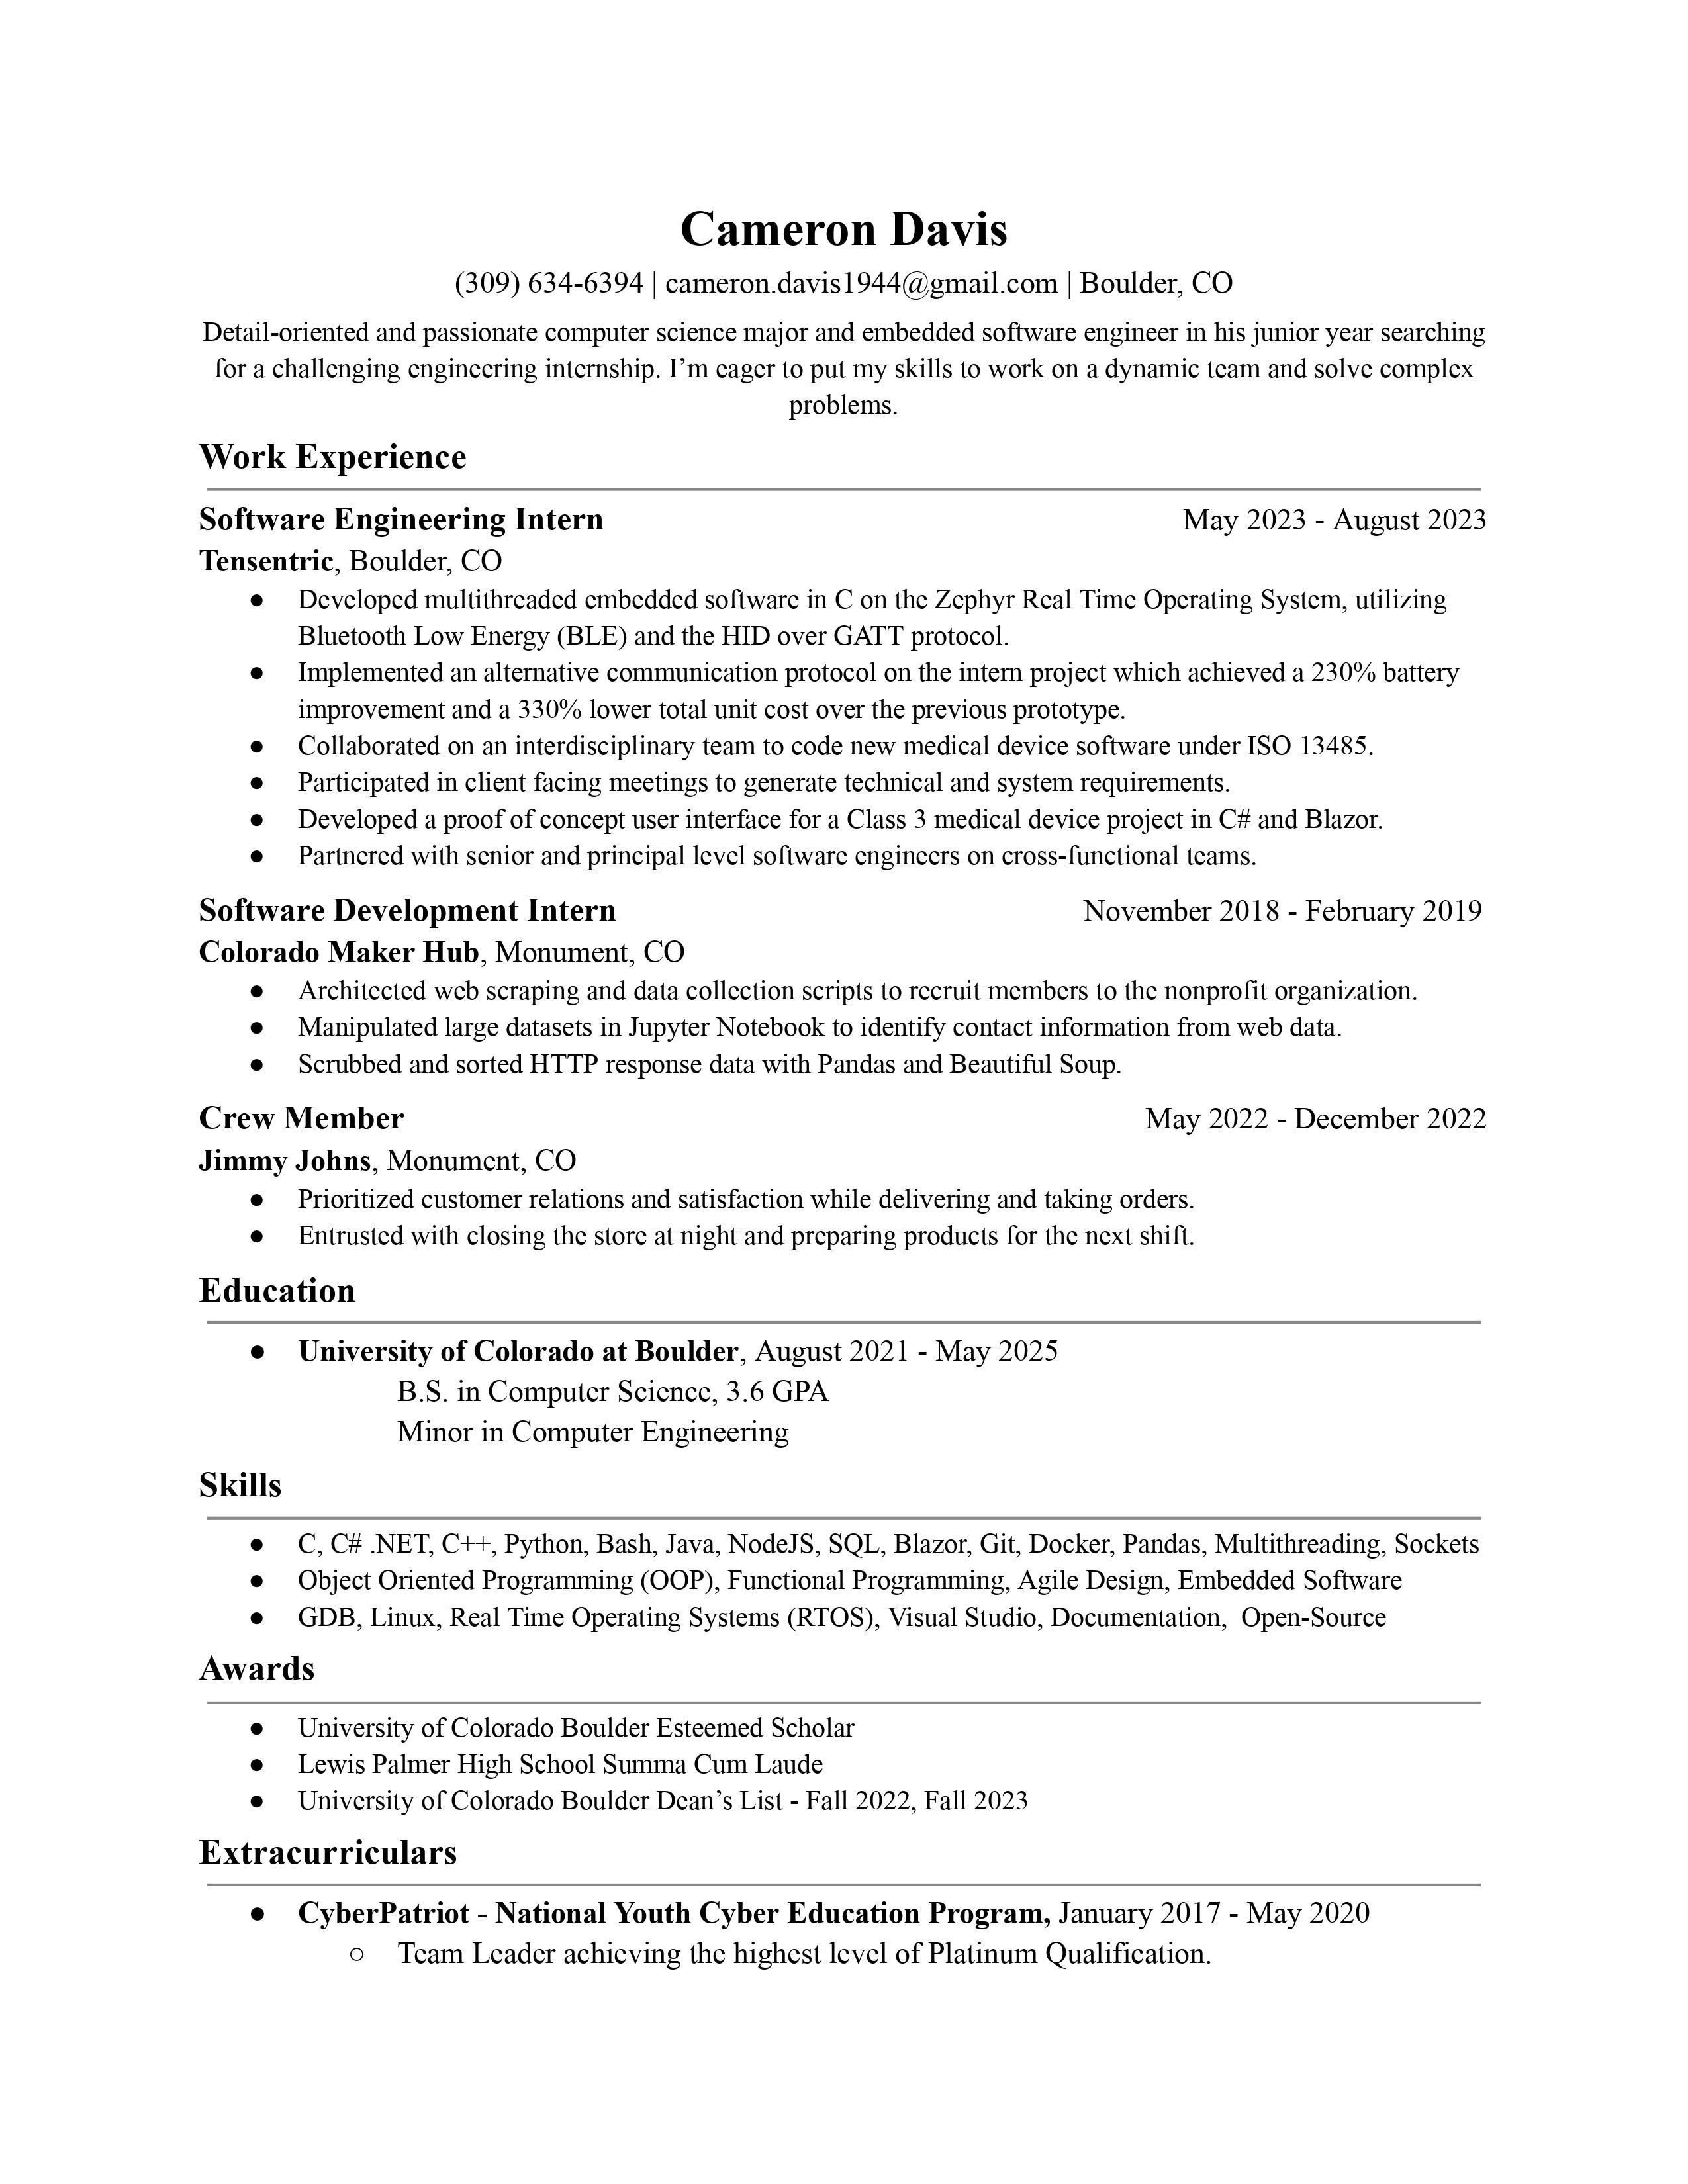 Cameron Davis
(309) 634-6394 | cameron.davis1944@gmail.com | Boulder, CO
Detail-oriented and passionate computer science major and embedded software engineer in his junior year searching
for a challenging engineering internship. I’m eager to put my skills to work on a dynamic team and solve complex
problems.
Work Experience
Software Engineering Intern May 2023 - August 2023
Tensentric, Boulder, CO
● Developed multithreaded embedded software in C on the Zephyr Real Time Operating System, utilizing
Bluetooth Low Energy (BLE) and the HID over GATT protocol.
● Implemented an alternative communication protocol on the intern project which achieved a 230% battery
improvement and a 330% lower total unit cost over the previous prototype.
● Collaborated on an interdisciplinary team to code new medical device software under ISO 13485.
● Participated in client facing meetings to generate technical and system requirements.
● Developed a proof of concept user interface for a Class 3 medical device project in C# and Blazor.
● Partnered with senior and principal level software engineers on cross-functional teams.
Software Development Intern November 2018 - February 2019
Colorado Maker Hub, Monument, CO
● Architected web scraping and data collection scripts to recruit members to the nonprofit organization.
● Manipulated large datasets in Jupyter Notebook to identify contact information from web data.
● Scrubbed and sorted HTTP response data with Pandas and Beautiful Soup.
Crew Member May 2022 - December 2022
Jimmy Johns, Monument, CO
● Prioritized customer relations and satisfaction while delivering and taking orders.
● Entrusted with closing the store at night and preparing products for the next shift.
Education
● University of Colorado at Boulder, August 2021 - May 2025
B.S. in Computer Science, 3.6 GPA
Minor in Computer Engineering
Skills
● C, C# .NET, C++, Python, Bash, Java, NodeJS, SQL, Blazor, Git, Docker, Pandas, Multithreading, Sockets
● Object Oriented Programming (OOP), Functional Programming, Agile Design, Embedded Software
● GDB, Linux, Real Time Operating Systems (RTOS), Visual Studio, Documentation,  Open-Source
Awards
● University of Colorado Boulder Esteemed Scholar
● Lewis Palmer High School Summa Cum Laude
● University of Colorado Boulder Dean’s List - Fall 2022, Fall 2023
Extracurriculars
● CyberPatriot - National Youth Cyber Education Program, January 2017 - May 2020
○ Team Leader achieving the highest level of Platinum Qualification.